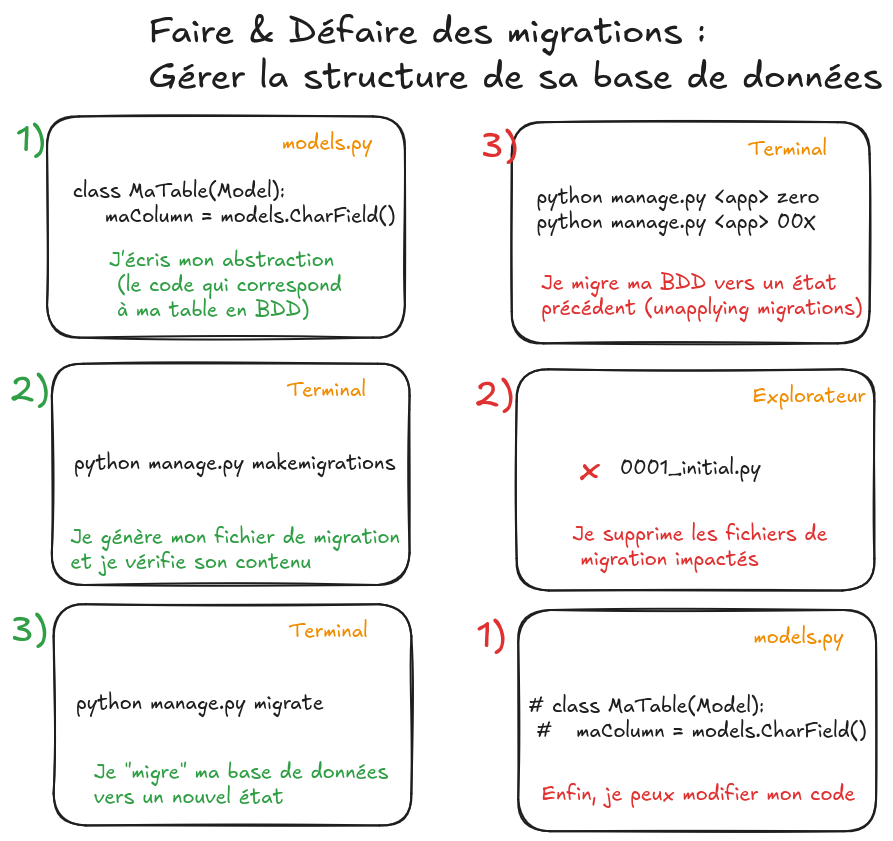 Faire & Défaire des migrations :
Gérer la structure de sa base de données
1)
models.py
class MaTable(Model):
maColumn = models.CharField()
J'écris mon abstraction
(le code qui correspond
à ma table en BDD)
2)
Terminal
python manage.py makemigrations
Je génère mon fichier de migration
et je vérifie son contenu
3)
Terminal
python manage.py migrate
Je "migre" ma base de données
vers un nouvel état
3)
Terminal
python manage.py <app> zero
python manage.py <app> 00X
Je migre ma BDD vers un état
précédent (unapplying migrations)
2)
Explorateur
x 0001_initial.py
Je supprime les fichiers de
migration impactés
1)
models.py
# class MaTable(Model):
# maColumn = models.CharField()
Enfin, je peux modifier mon code